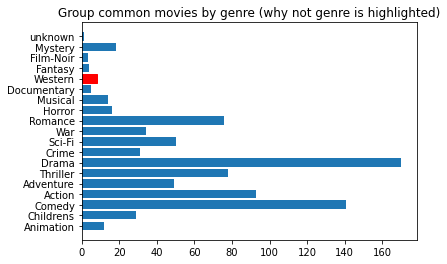 Group common movies by genre (why not genre is highlighted)
unknown
Mystery
Film-Noir
Fantasy
Western
Documentary
Musical
Horror
Romance
War
Sci-Fi
Crime
Drama
Thriller
Adventure
Action
Comedy
Childrens
Animation
0 20 40 60 80 100 120 140 160